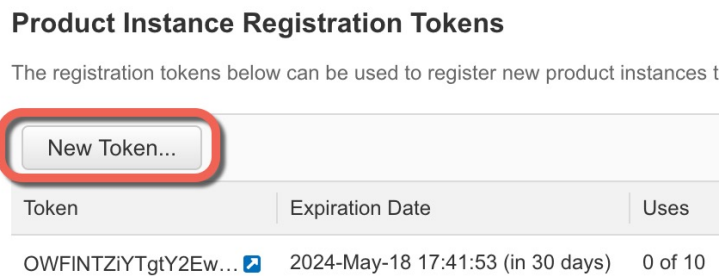 Product Instance Registration Tokens
The registration tokens below can be used to register new product instances t
New Token...
Token Expiration Date Uses
OWFINTZiYTgtY2Ew... 2024-May-18 17:41:53 (in 30 days) 0 of 10